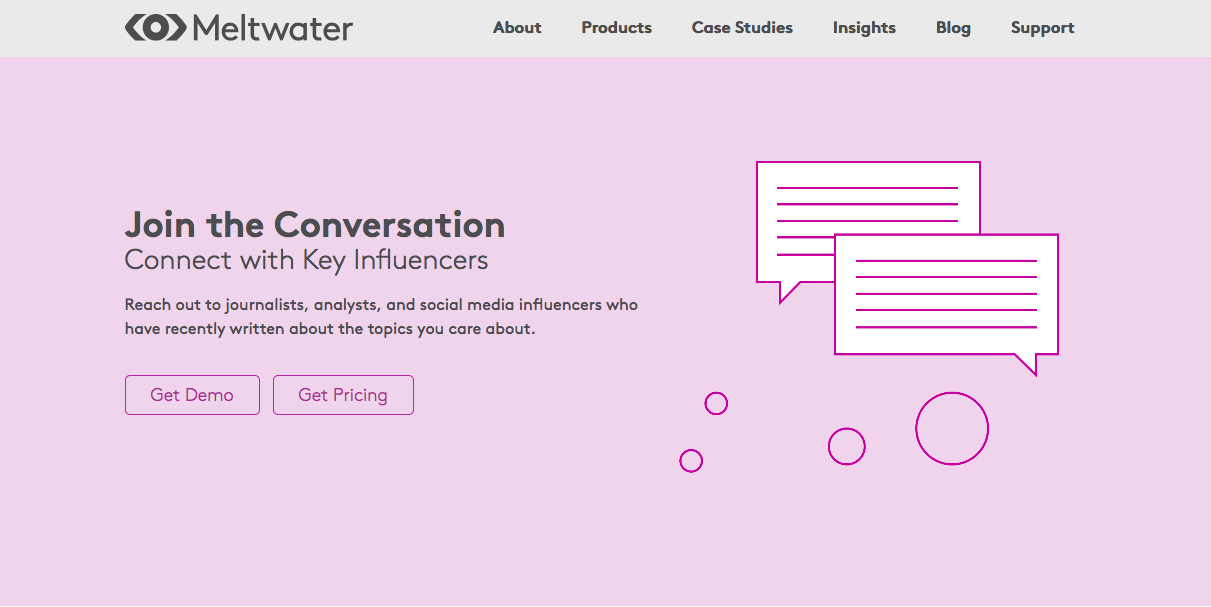 Meltwater
About Products Case Studies Insights Blog Support
Join the Conversation
Connect with Key Influencers
Reach out to journalists, analysts, and social media influencers who
have recently written about the topics you care about.
Get Demo Get Pricing